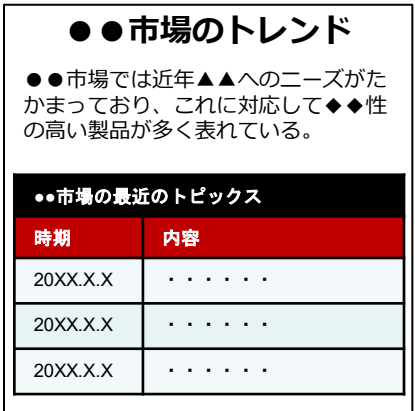 ●●市場のトレンド
●●市場では近年▲▲へのニーズがた
かまっており、これに対応して◆◆性
の高い製品が多く表れている。
●●市場の最近のトピックス
時期 内容
20XX.X.X ・・・・・・
20XX.X.X ・・・・・・
20XX.X.X ・・・・・・